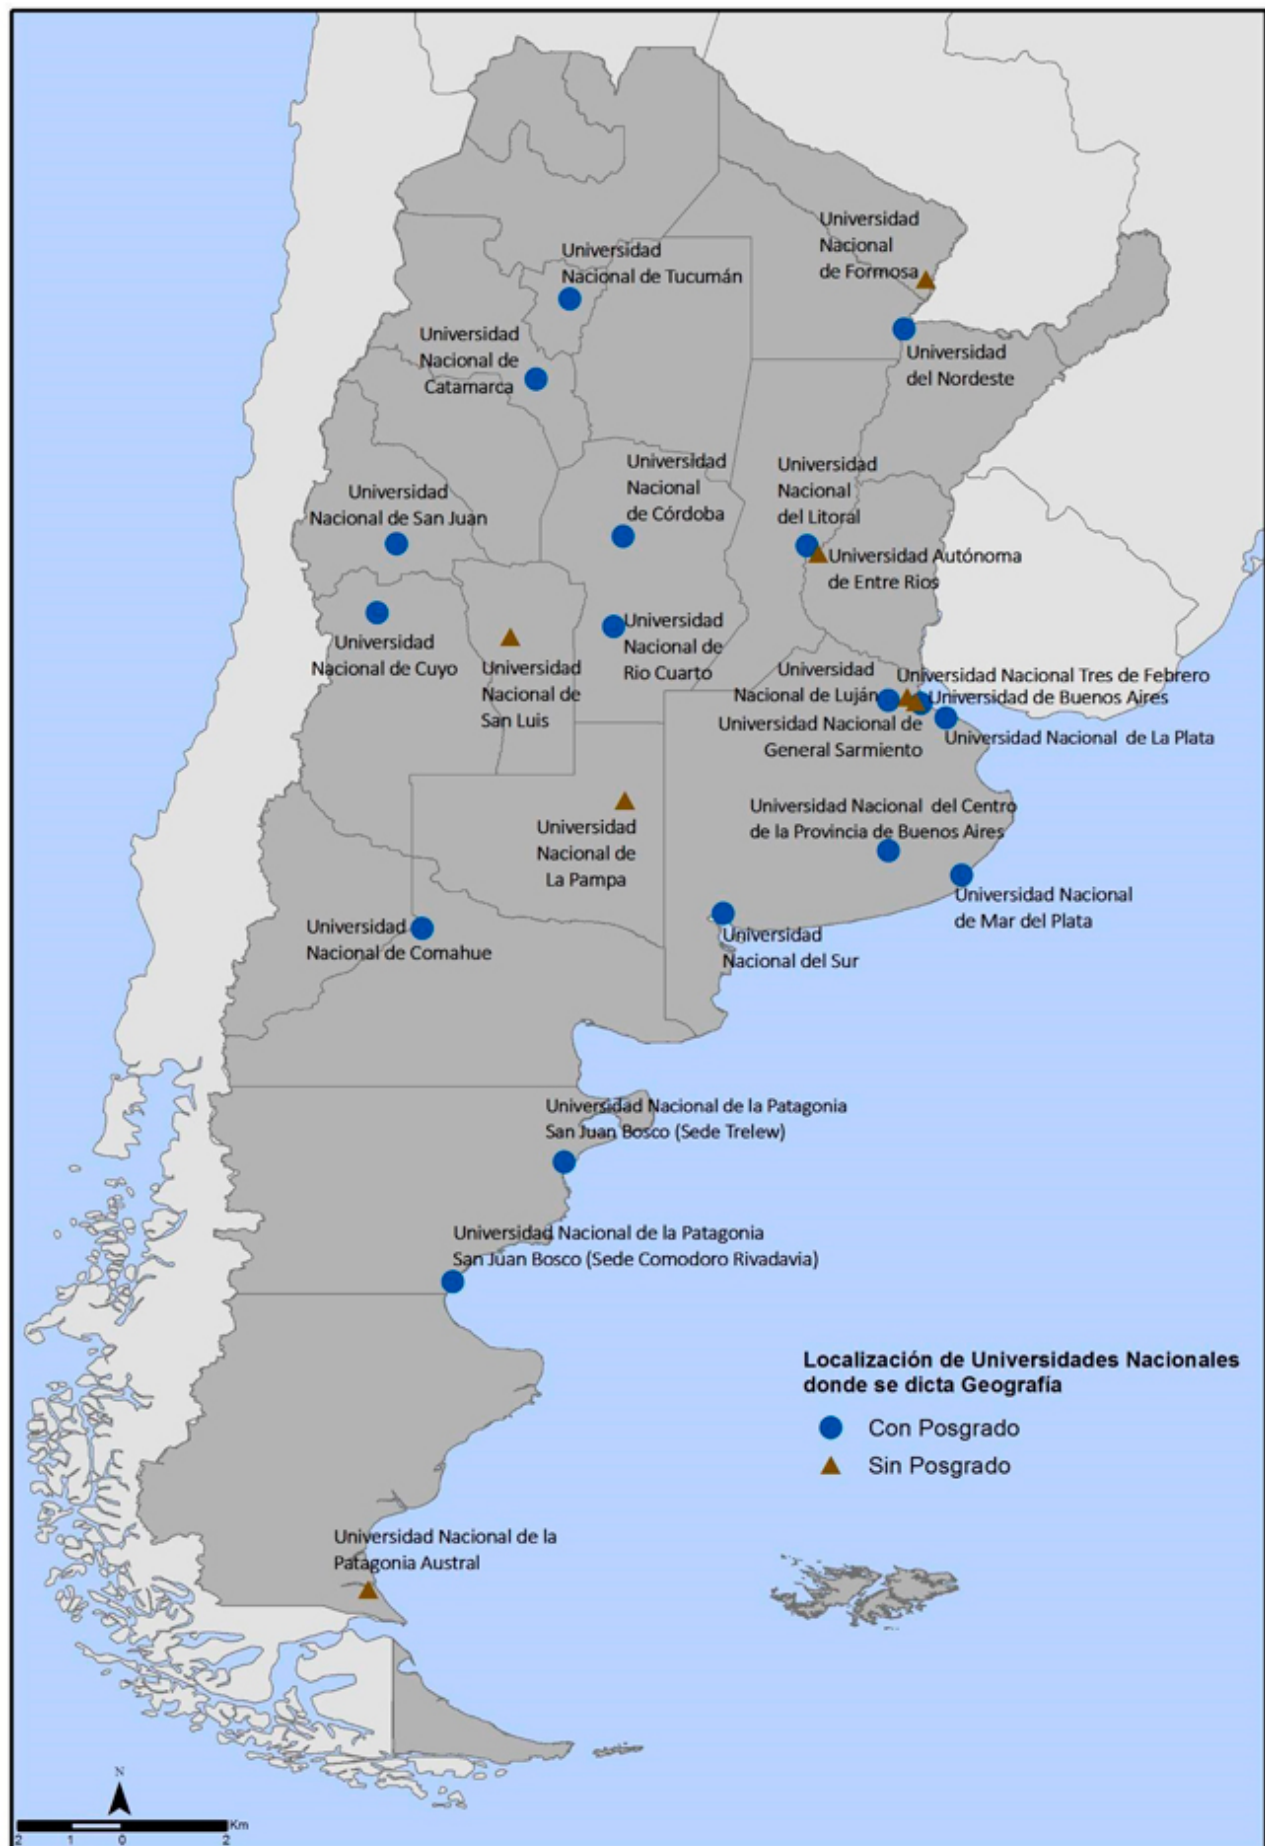 Universidad
Nacional
de Formosa
Universidad
Nacional de Tucumán
Universidad
Nacional de
Catamarca
Universidad
del Nordeste
Universidad
Nacional
de Córdoba
Universidad
Nacional
del Litoral
Universidad
Nacional de San Juan
Universidad Autónoma
de Entre Rios
Universidad
Nacional de Cuyo
Universidad
Nacional de
San Luis
Universidad
Nacional de
Rio Cuarto
Universidad
Nacional de Luján
Universidad Nacional Tres de Febrero
Universidad de Buenos Aires
Universidad Nacional de
General Sarmiento
Universidad Nacional de La Plata
Universidad Nacional del Centro
de la Provincia de Buenos Aires
Universidad
Nacional de
La Pampa
Universidad Nacional
de Mar del Plata
Universidad
Nacional de Comahue
Universidad
Nacional del Sur
Universidad Nacional de la Patagonia
San Juan Bosco (Sede Trelew)
Universidad Nacional de la Patagonia
San Juan Bosco (Sede Comodoro Rivadavia)
Localización de Universidades Nacionales
donde se dicta Geografía
Con Posgrado
Sin Posgrado
Universidad Nacional de la
Patagonia Austral
N
Km
2 1 0 2